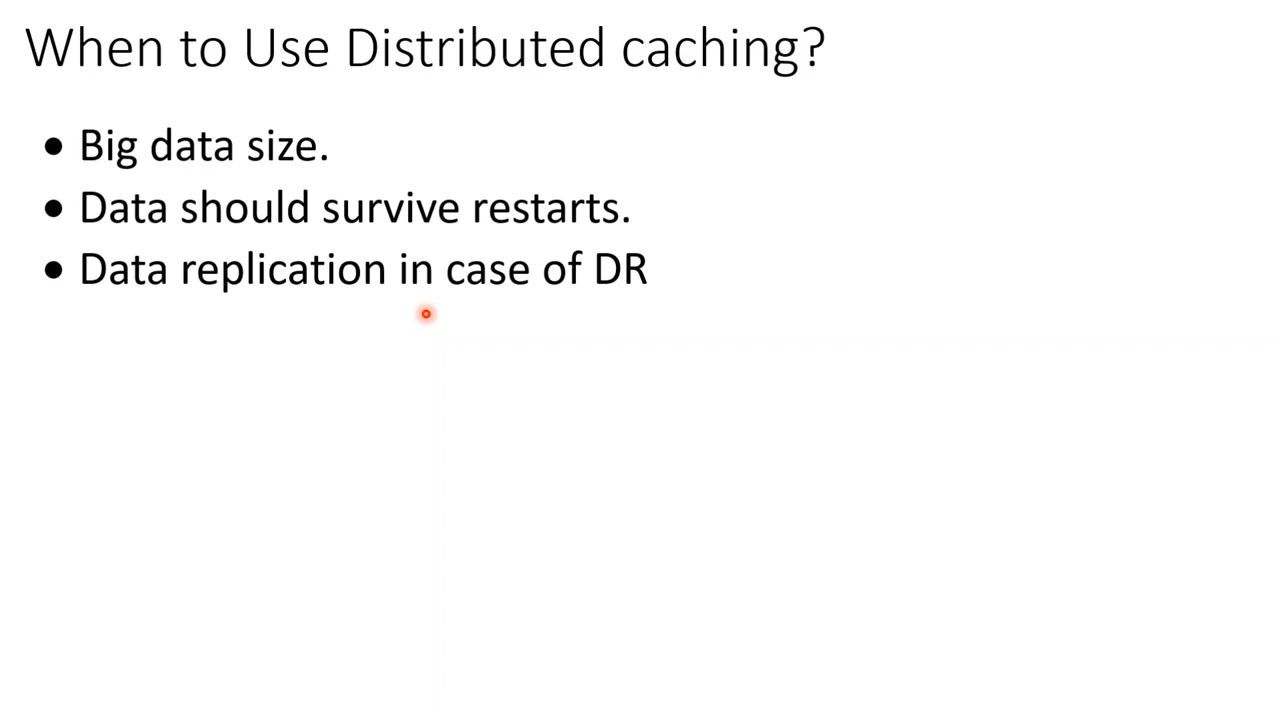 When to Use Distributed caching?
• Big data size.
• Data should survive restarts.
• Data replication in case of DR